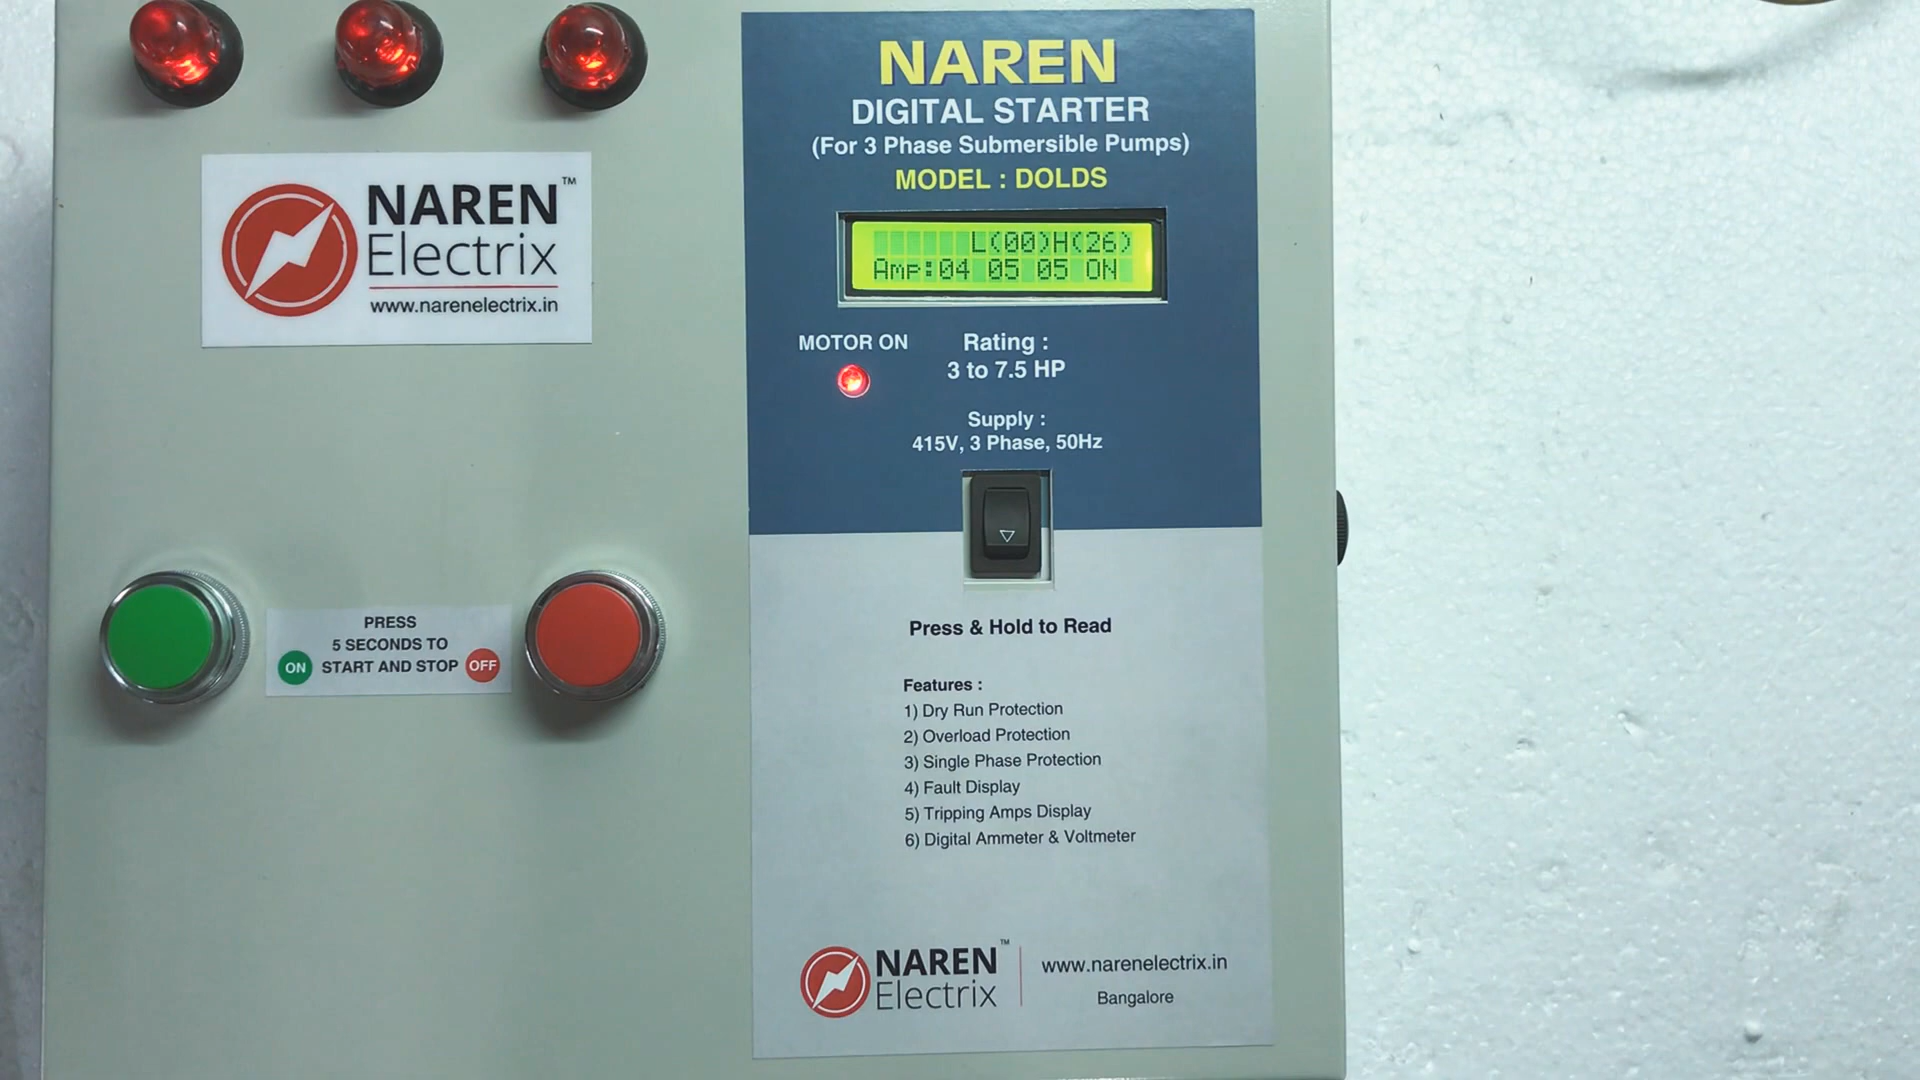 NAREN™
Electrix
www.narenelectrix.in
PRESS
5 SECONDS TO
ON START AND STOP OFF
NAREN
DIGITAL STARTER
(For 3 Phase Submersible Pumps)
MODEL : DOLDS
L(00)H(26)
Amp:04 05 05 ON
MOTOR ON
Rating :
3 to 7.5 HP
Supply :
415V, 3 Phase, 50Hz
Press & Hold to Read
Features :
1) Dry Run Protection
2) Overload Protection
3) Single Phase Protection
4) Fault Display
5) Tripping Amps Display
6) Digital Ammeter & Voltmeter
NAREN™
Electrix
www.narenelectrix.in
Bangalore